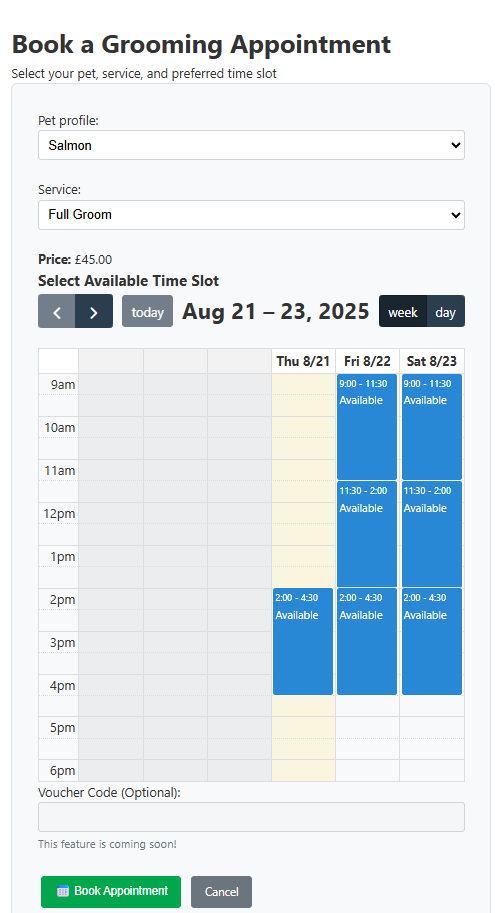 Book a Grooming Appointment
Select your pet, service, and preferred time slot
Pet profile:
Salmon
Service:
Full Groom
Price: £45.00
Select Available Time Slot
today Aug 21 – 23, 2025 week day
Thu 8/21 Fri 8/22 Sat 8/23
9am 9:00 - 11:30 9:00 - 11:30
Available Available
10am
11am
11:30 - 2:00 11:30 - 2:00
12pm Available Available
1pm
2pm 2:00 - 4:30 2:00 - 4:30 2:00 - 4:30
Available Available Available
3pm
4pm
5pm
6pm
Voucher Code (Optional):
This feature is coming soon!
Book Appointment Cancel